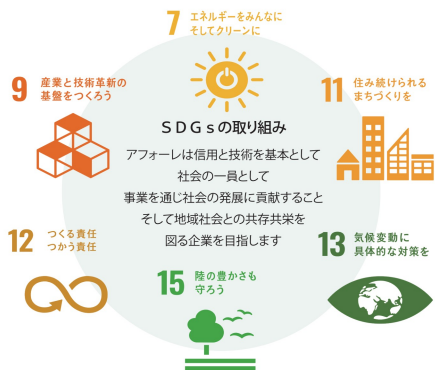 7 エネルギーをみんなに
そしてクリーンに
9 産業と技術革新の
基盤をつくろう
11 住み続けられる
まちづくりを
SDGsの取り組み
アフォーレは信用と技術を基本として
社会の一員として
事業を通じ社会の発展に貢献すること
そして地域社会との共存共栄を
図る企業を目指します
12 つくる責任
つかう責任
13 気候変動に
具体的な対策を
15 陸の豊かさも
守ろう